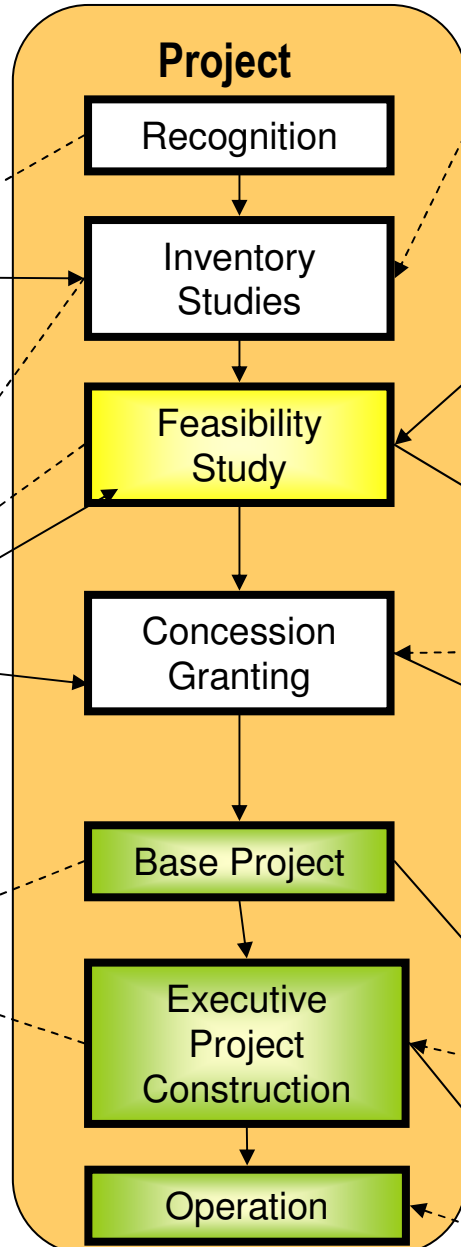 Project
Recognition
Inventory
Studies
Feasibility
Study
Concession
Granting
Base Project
Executive
Project
Construction
Operation